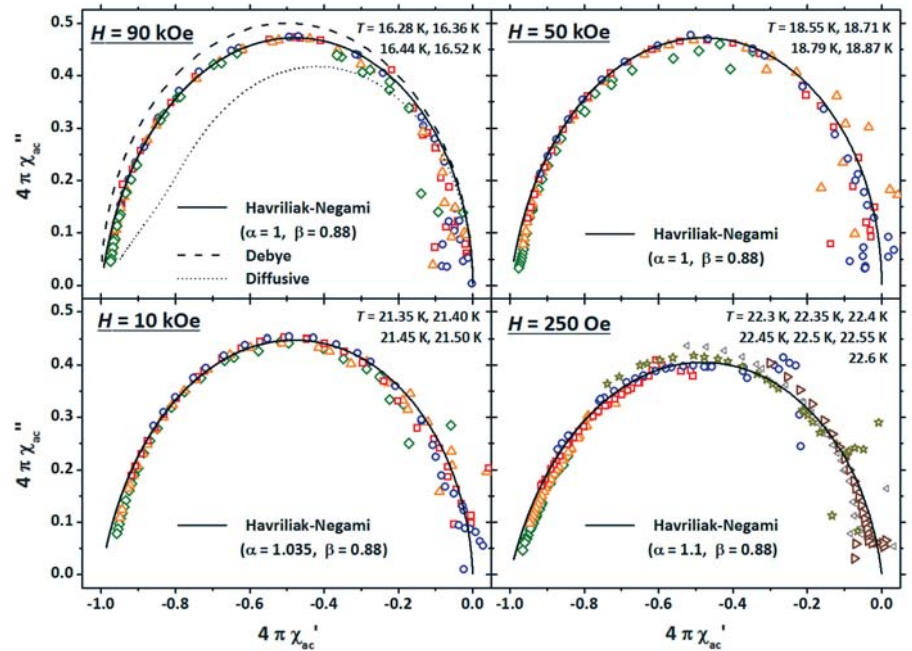 H = 90 kOe
T = 16.28 K, 16.36 K
16.44 K, 16.52 K
0.5
0.4
0.3
0.2
0.1
0.0
4 π χac''
Havriliak-Negami
(α = 1, β = 0.88)
Debye
Diffusive
H = 50 kOe
T = 18.55 K, 18.71 K
18.79 K, 18.87 K
Havriliak-Negami
(α = 1, β = 0.88)
H = 10 kOe
T = 21.35 K, 21.40 K
21.45 K, 21.50 K
0.5
0.4
0.3
0.2
0.1
0.0
4 π χac''
Havriliak-Negami
(α = 1.035, β = 0.88)
H = 250 Oe
T = 22.3 K, 22.35 K, 22.4 K
22.45 K, 22.5 K, 22.55 K
22.6 K
Havriliak-Negami
(α = 1.1, β = 0.88)
-1.0 -0.8 -0.6 -0.4 -0.2 0.0
-1.0 -0.8 -0.6 -0.4 -0.2 0.0
4 π χac'
4 π χac'